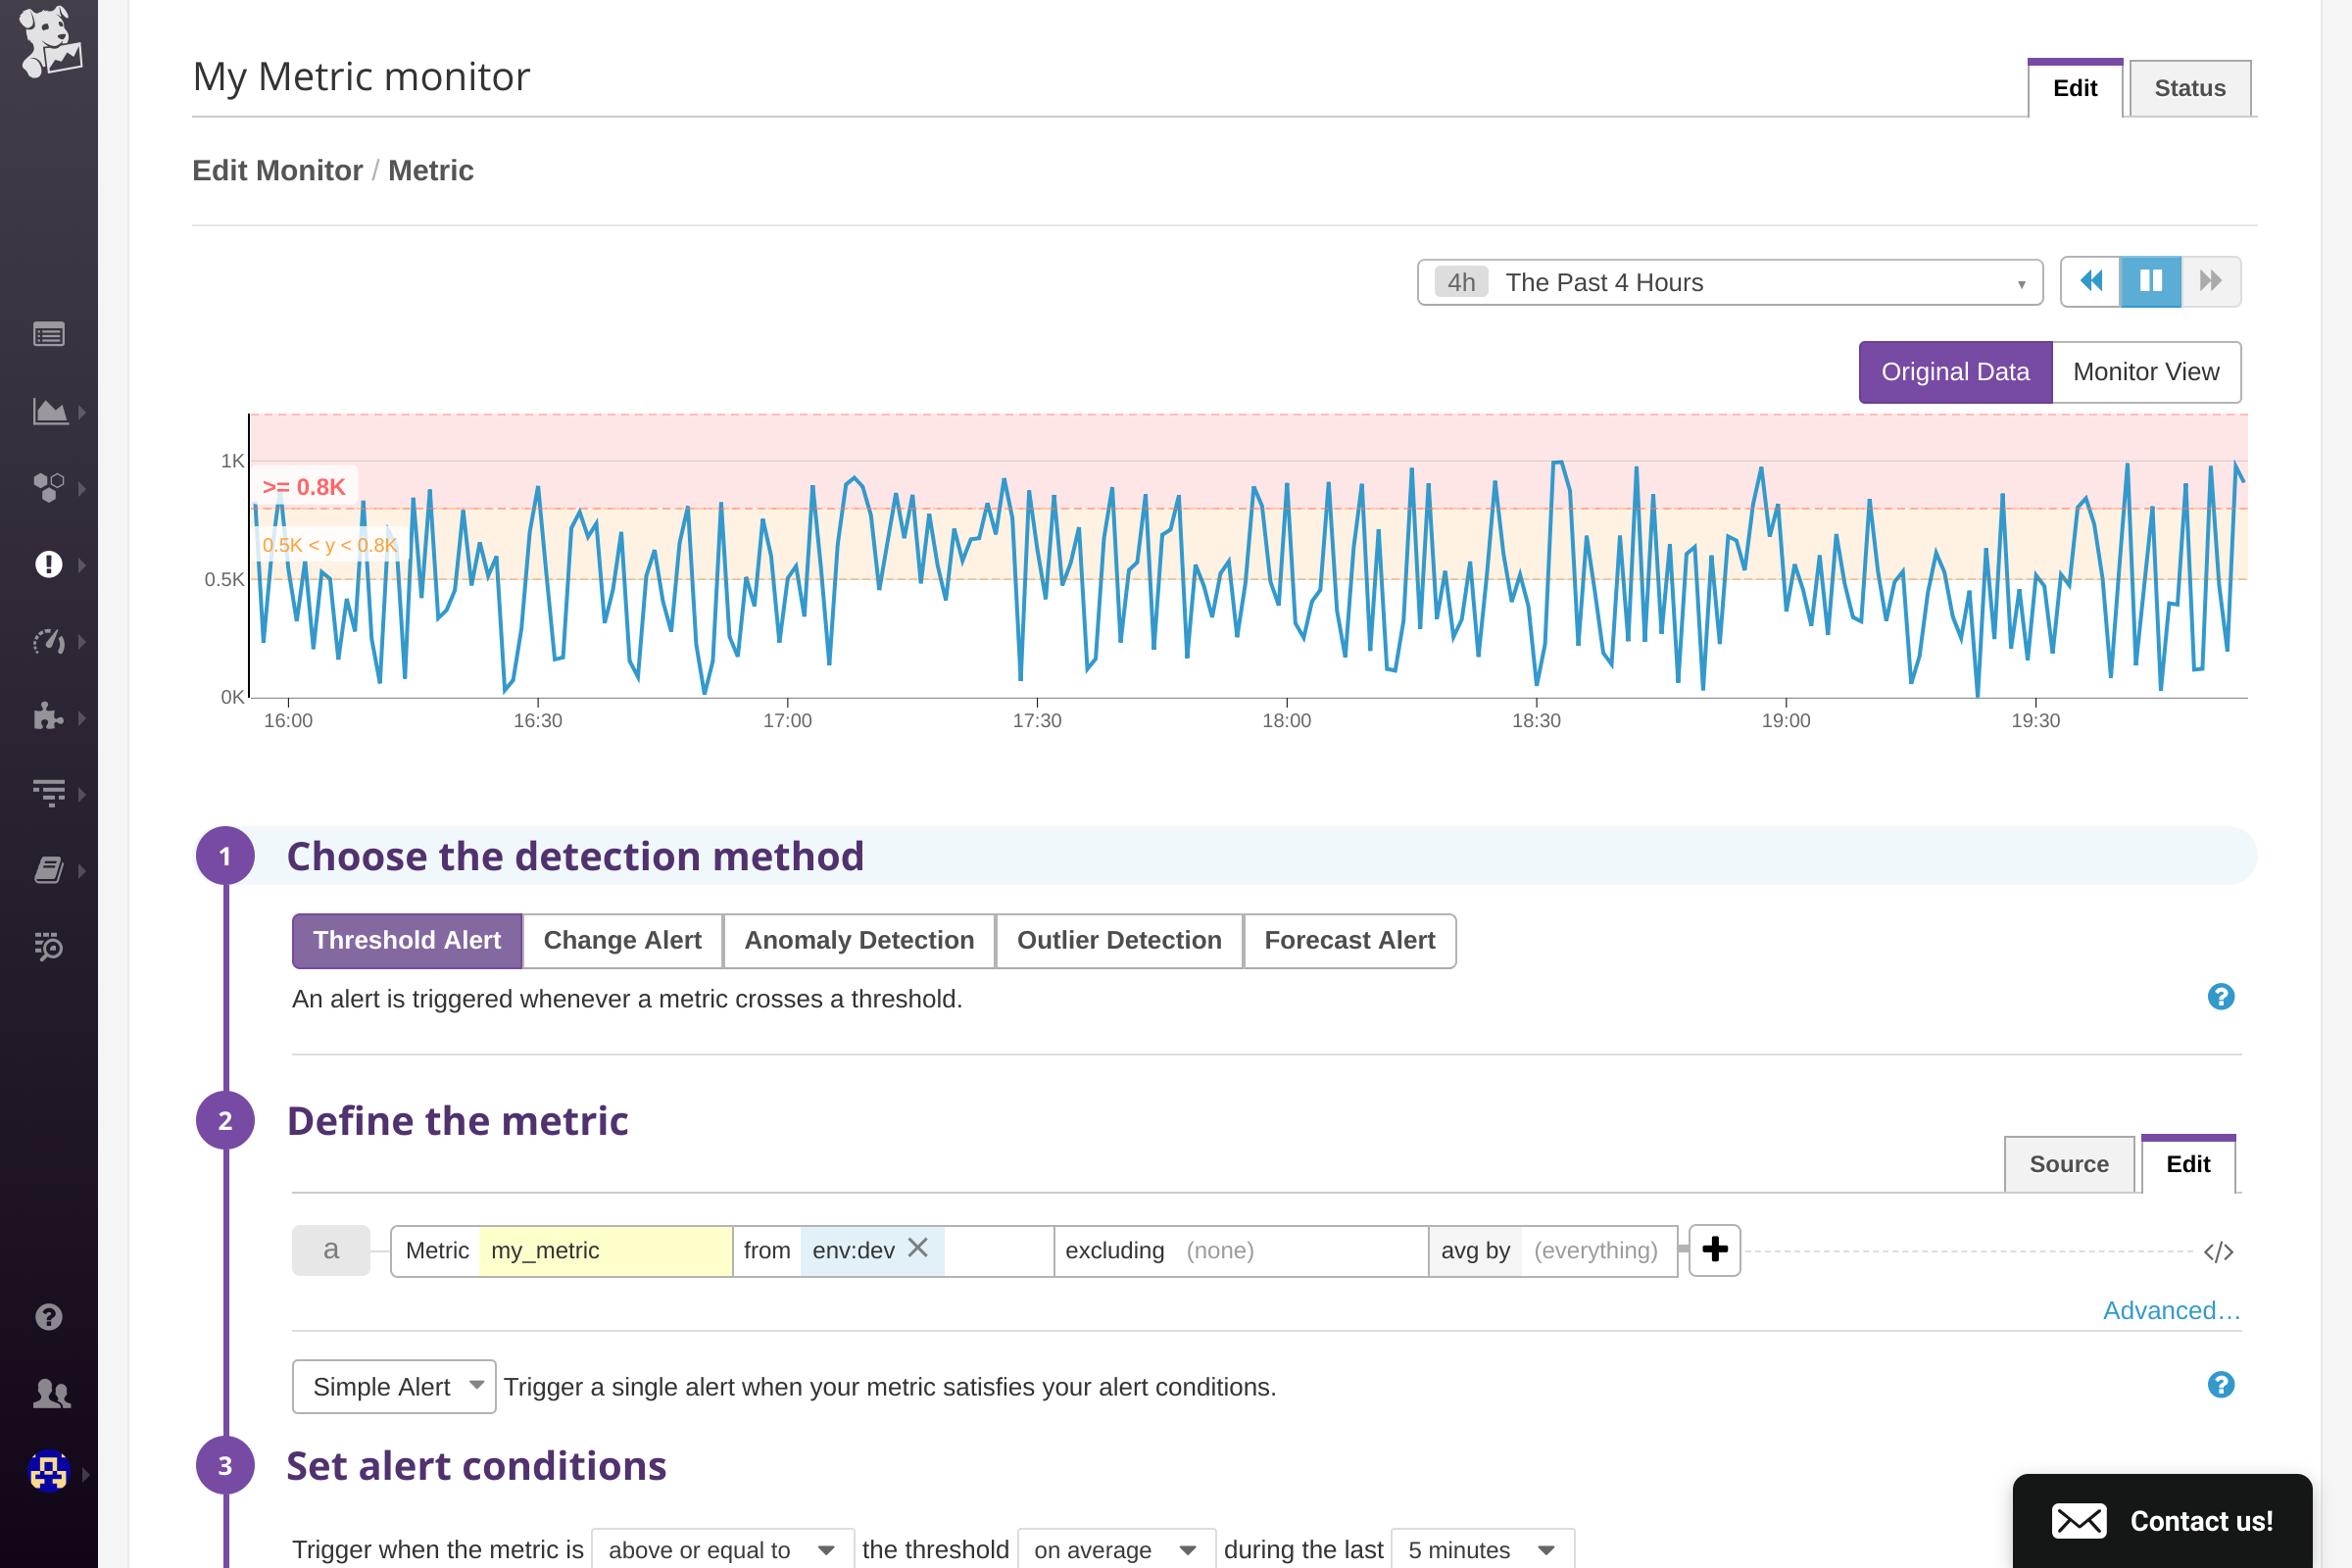 My Metric monitor
Edit
Status
Edit Monitor / Metric
4h The Past 4 Hours
Original Data
Monitor View
1K
>= 0.8K
0.5K < y < 0.8K
0.5K
0K
16:00 16:30 17:00 17:30 18:00 18:30 19:00 19:30
1 Choose the detection method
Threshold Alert Change Alert Anomaly Detection Outlier Detection Forecast Alert
An alert is triggered whenever a metric crosses a threshold.
?
2 Define the metric
Source
Edit
a Metric my_metric from env:dev excluding (none) avg by (everything)
</>
Advanced...
Simple Alert Trigger a single alert when your metric satisfies your alert conditions.
?
3 Set alert conditions
Contact us!
Trigger when the metric is above or equal to the threshold on average during the last 5 minutes